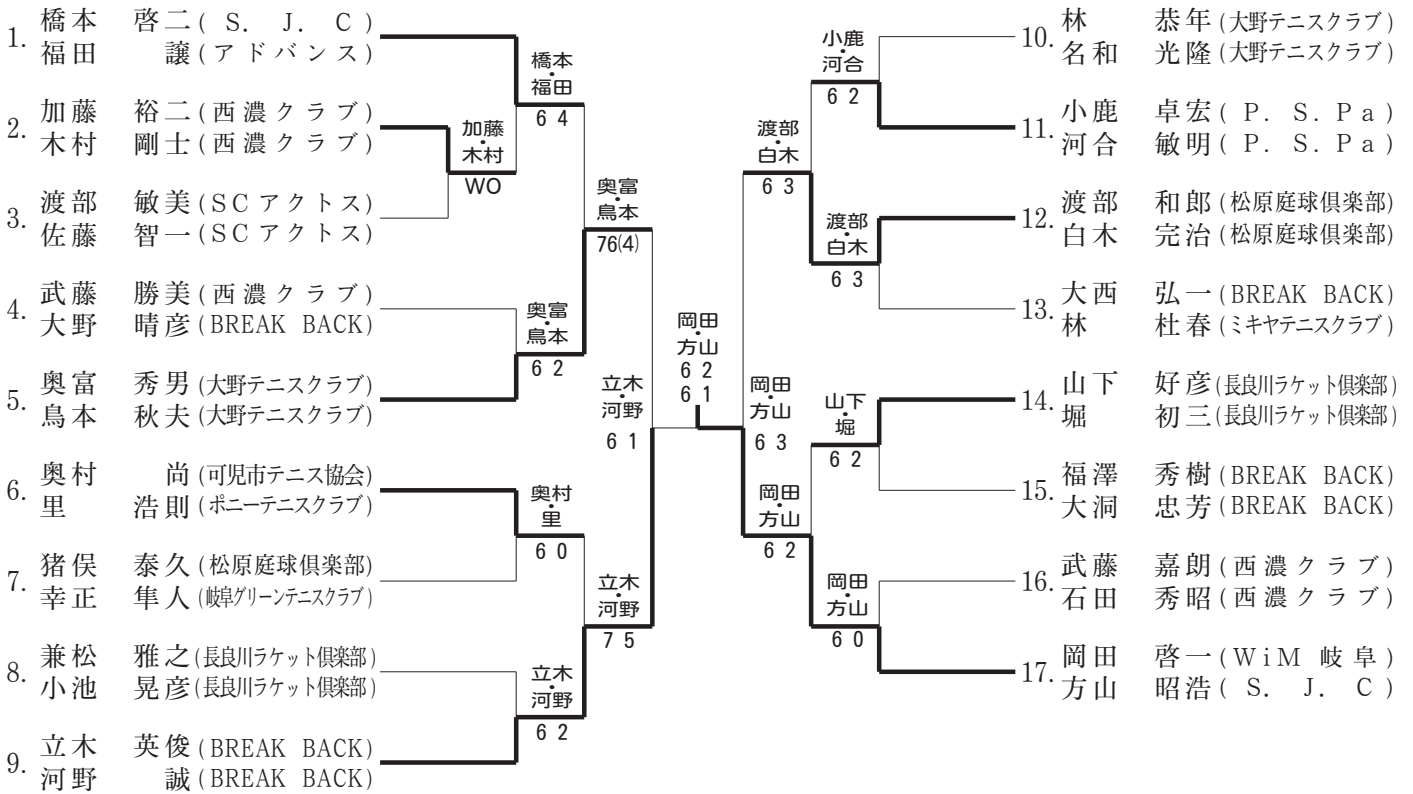 1. 橋本 啓二 (S. J. C)
福田 譲 (アドバンス)
2. 加藤 裕二 (西濃クラブ)
木村 剛士 (西濃クラブ)
3. 渡部 敏美 (SCアクトス)
佐藤 智一 (SCアクトス)
4. 武藤 勝美 (西濃クラブ)
大野 晴彦 (BREAK BACK)
5. 奥富 秀男 (大野テニスクラブ)
鳥本 秋夫 (大野テニスクラブ)
6. 奥村 尚 (可児市テニス協会)
里 浩則 (ポニーテニスクラブ)
7. 猪俣 泰久 (松原庭球倶楽部)
幸正 隼人 (岐阜グリーンテニスクラブ)
8. 兼松 雅之 (長良川ラケット倶楽部)
小池 晃彦 (長良川ラケット倶楽部)
9. 立木 英俊 (BREAK BACK)
河野 誠 (BREAK BACK)
加藤・
木村
WO
橋本・
福田
6 4
奥富・
鳥本
6 2
奥村・
里
6 0
立木・
河野
6 2
奥富・
鳥本
76(4)
立木・
河野
7 5
立木・
河野
6 1
岡田・
方山
6 2
6 1
岡田・
方山
6 3
渡部・
白木
6 3
岡田・
方山
6 2
小鹿・
河合
6 2
渡部・
白木
6 3
山下・
堀
6 2
岡田・
方山
6 0
10. 林 恭年 (大野テニスクラブ)
名和 光隆 (大野テニスクラブ)
11. 小鹿 卓宏 (P. S. Pa)
河合 敏明 (P. S. Pa)
12. 渡部 和郎 (松原庭球倶楽部)
白木 完治 (松原庭球倶楽部)
13. 大西 弘一 (BREAK BACK)
林 杜春 (ミキヤテニスクラブ)
14. 山下 好彦 (長良川ラケット倶楽部)
堀 初三 (長良川ラケット倶楽部)
15. 福澤 秀樹 (BREAK BACK)
大洞 忠芳 (BREAK BACK)
16. 武藤 嘉朗 (西濃クラブ)
石田 秀昭 (西濃クラブ)
17. 岡田 啓一 (WiM 岐阜)
方山 昭浩 (S. J. C)